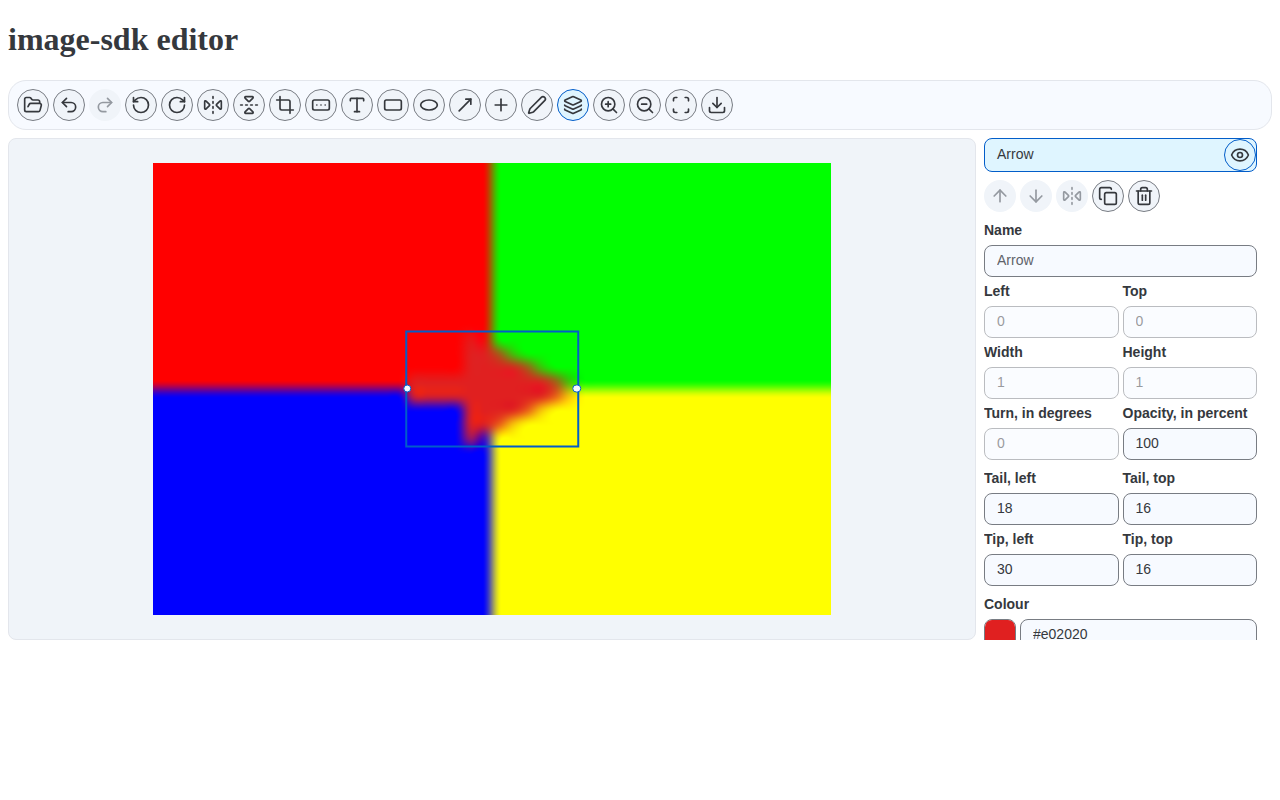 image-sdk editor
Arrow
Name
Arrow
Left Top
0 0
Width Height
1 1
Turn, in degrees Opacity, in percent
0 100
Tail, left Tail, top
18 16
Tip, left Tip, top
30 16
Colour
#e02020